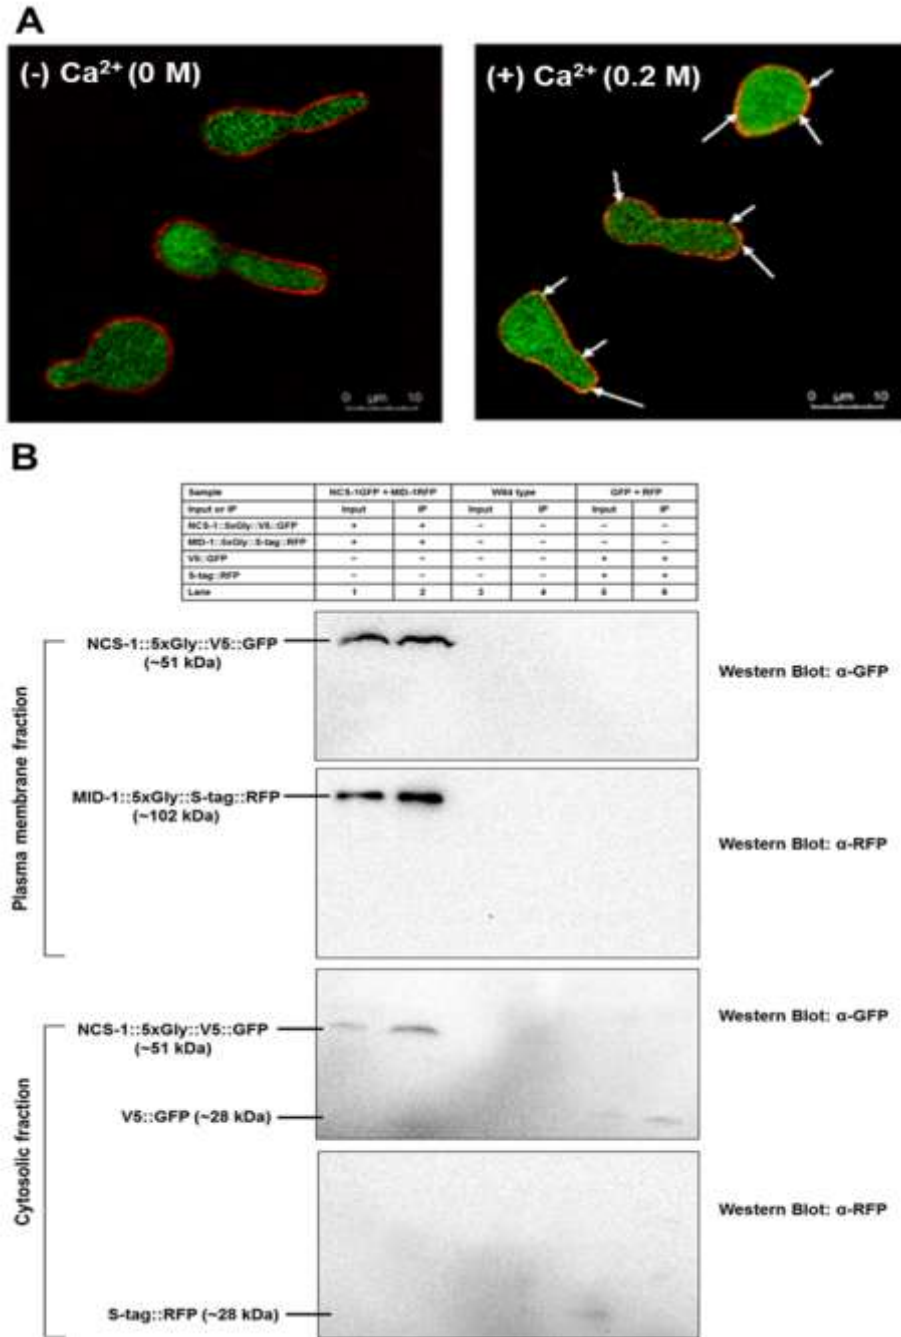 A
(-) Ca²⁺ (0 M)
(+) Ca²⁺ (0.2 M)
0 µm 10
0 µm 10
B
Sample NCS-1GFP + MID-1RFP Wild type GFP + RFP
Input or IP Input IP Input IP Input IP
NCS-1::5xGly::V5::GFP + + – – – –
MID-1::5xGly::S-tag::RFP + + – – – –
V5::GFP – – – – + +
S-tag::RFP – – – – + +
Lane 1 2 3 4 5 6
Plasma membrane fraction
NCS-1::5xGly::V5::GFP
(~51 kDa)
Western Blot: α-GFP
MID-1::5xGly::S-tag::RFP
(~102 kDa)
Western Blot: α-RFP
Cytosolic fraction
NCS-1::5xGly::V5::GFP
(~51 kDa)
Western Blot: α-GFP
V5::GFP (~28 kDa)
Western Blot: α-RFP
S-tag::RFP (~28 kDa)